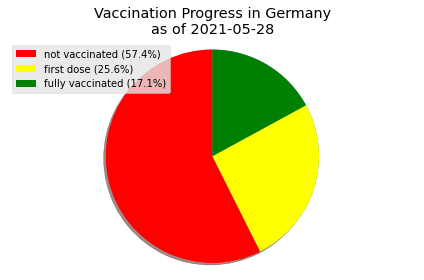 Vaccination Progress in Germany
as of 2021-05-28
not vaccinated (57.4%)
first dose (25.6%)
fully vaccinated (17.1%)